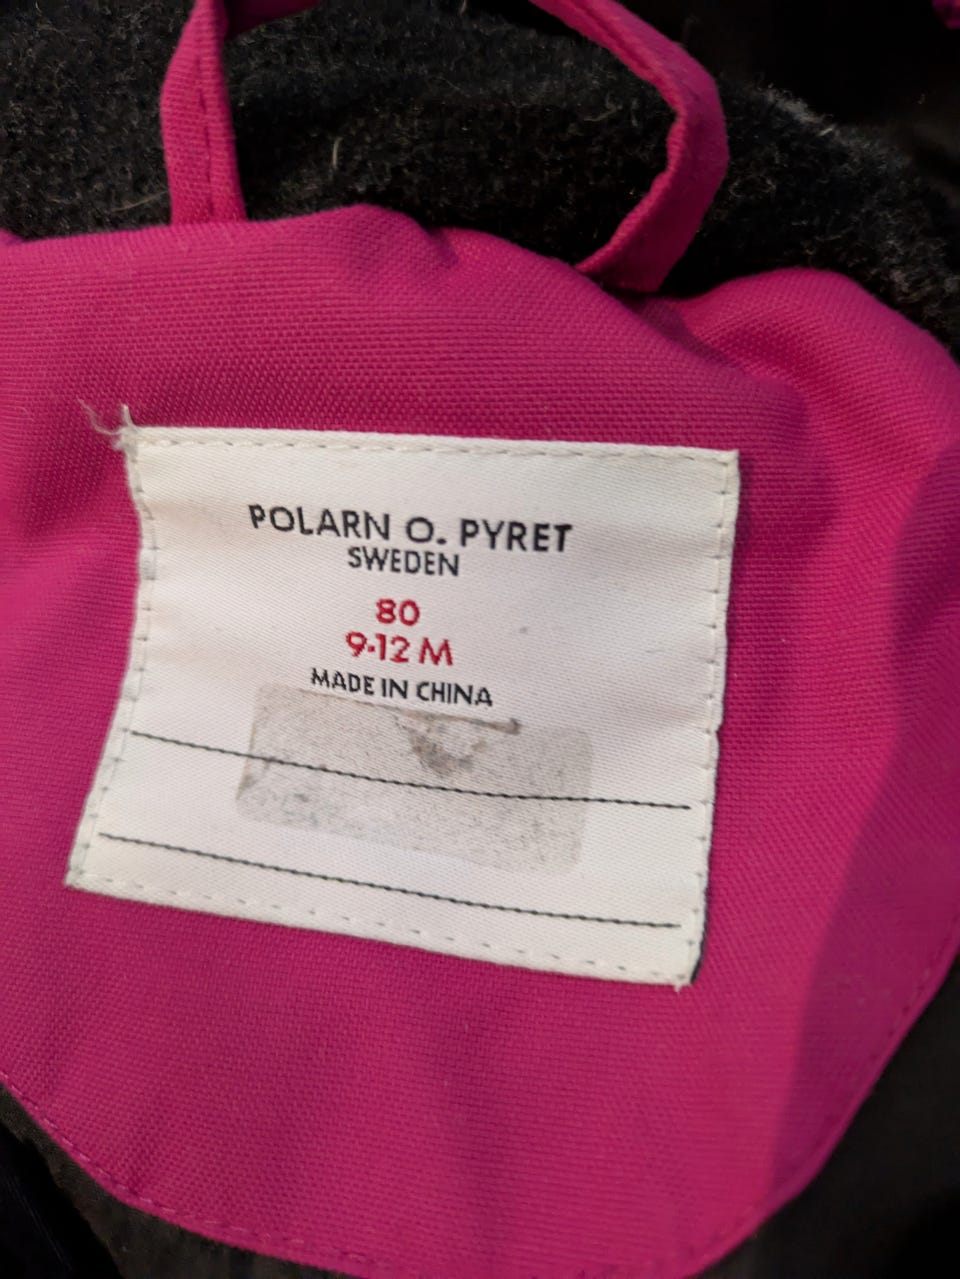 POLARN O. PYRET
SWEDEN
80
9-12 M
MADE IN CHINA